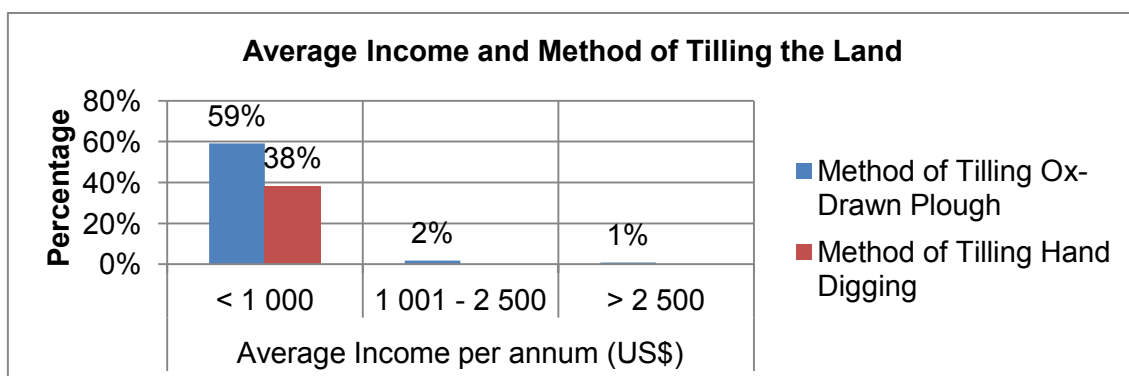 Average Income and Method of Tilling the Land
Percentage
80%
60%
40%
20%
0%
59%
38%
2%
1%
< 1 000
1 001 - 2 500
> 2 500
Average Income per annum (US$)
Method of Tilling Ox-
Drawn Plough
Method of Tilling Hand
Digging